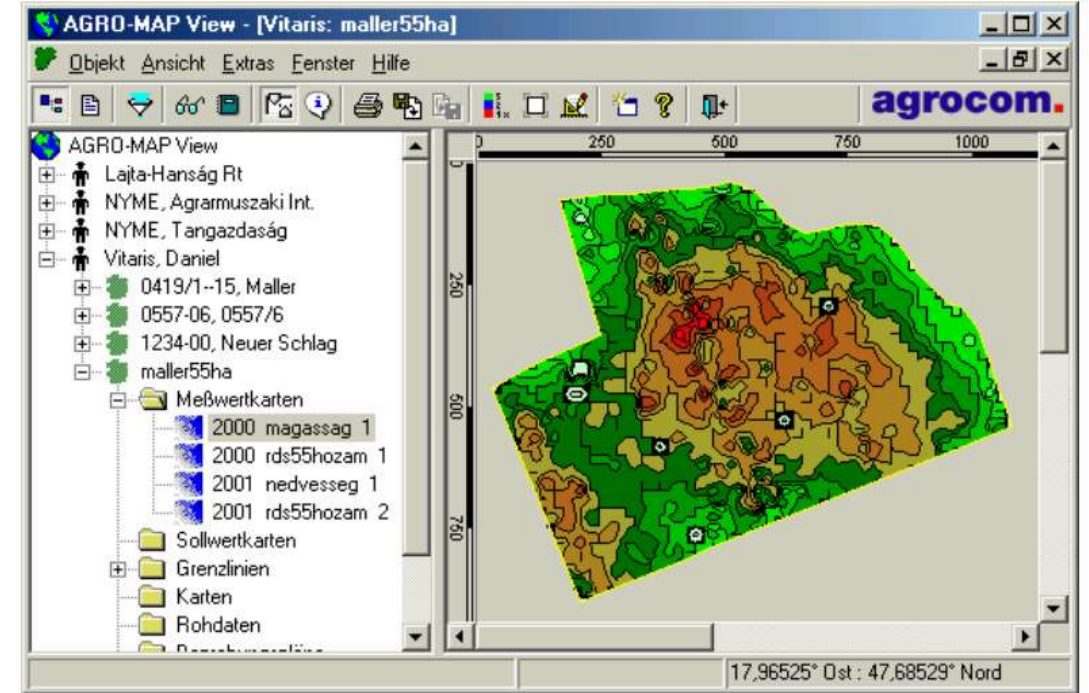 AGRO-MAP View - [Vitaris: maller55ha]
Objekt Ansicht Extras Fenster Hilfe
agrocom.
AGRO-MAP View
Lajta-Hanság Rt
NYME, Agrarmuszaki Int.
NYME, Tangazdaság
Vitaris, Daniel
0419/1--15, Maller
0557-06, 0557/6
1234-00, Neuer Schlag
maller55ha
Meßwertkarten
2000 magassag 1
2000 rds55hozam 1
2001 nedvesseg 1
2001 rds55hozam 2
Sollwertkarten
Grenzlinien
Karten
Rohdaten
0 250 500 750 1000
0
250
500
750
17,96525° Ost : 47,68529° Nord